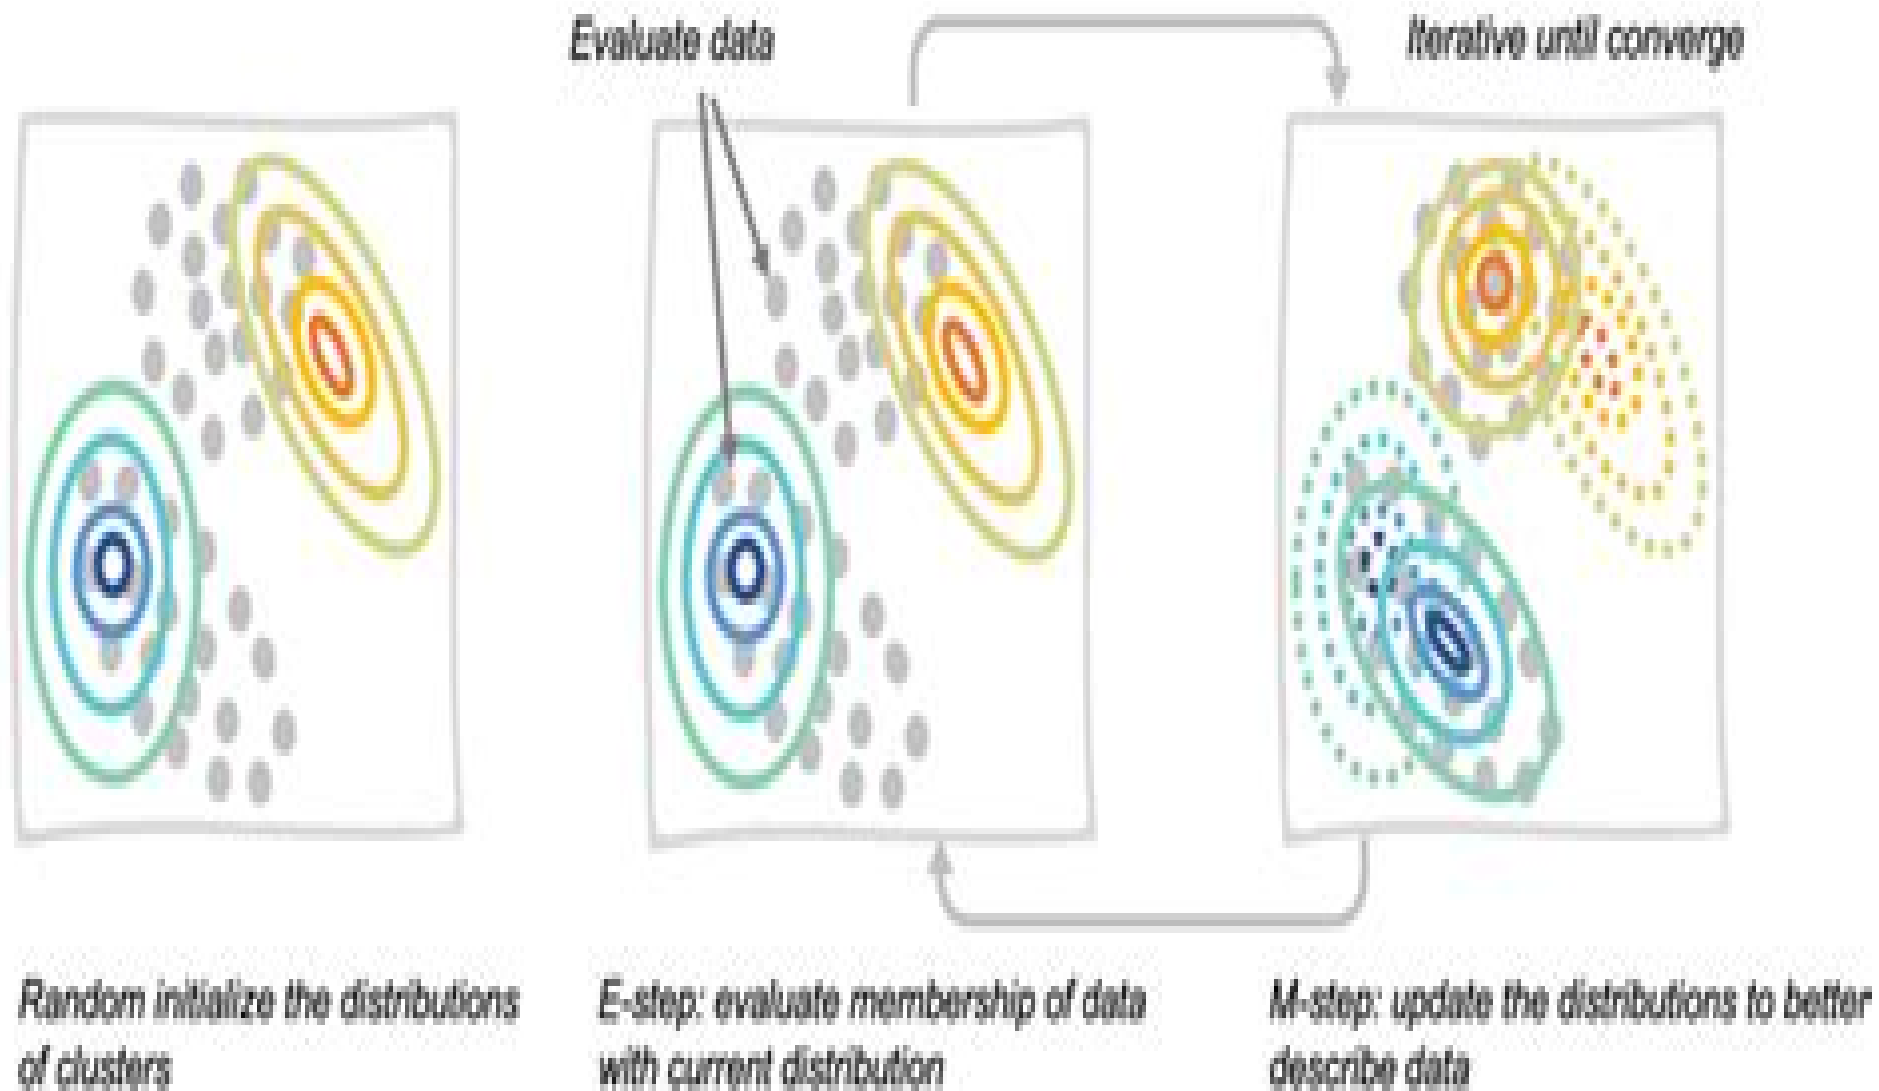 Evaluate data
Iterative until converge
Random initialize the distributions
of clusters
E-step: evaluate membership of data
with current distribution
M-step: update the distributions to better
describe data